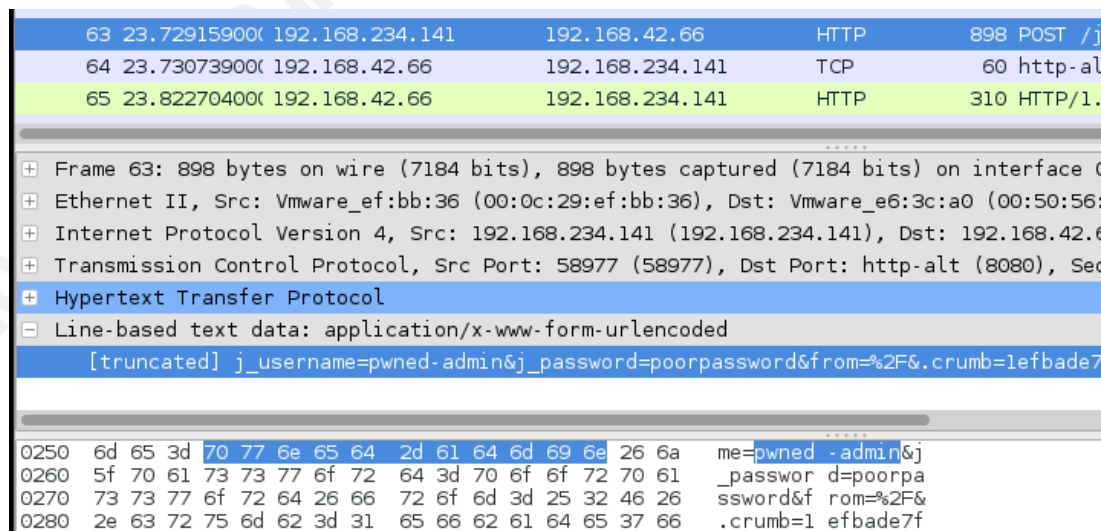 63 23.729159000( 192.168.234.141 192.168.42.66 HTTP 898 POST /j
64 23.730739000( 192.168.42.66 192.168.234.141 TCP 60 http-al
65 23.822704000( 192.168.42.66 192.168.234.141 HTTP 310 HTTP/1.
Frame 63: 898 bytes on wire (7184 bits), 898 bytes captured (7184 bits) on interface
Ethernet II, Src: Vmware_ef:bb:36 (00:0c:29:ef:bb:36), Dst: Vmware_e6:3c:a0 (00:50:56:
Internet Protocol Version 4, Src: 192.168.234.141 (192.168.234.141), Dst: 192.168.42.6
Transmission Control Protocol, Src Port: 58977 (58977), Dst Port: http-alt (8080), Sec
Hypertext Transfer Protocol
Line-based text data: application/x-www-form-urlencoded
[truncated] j_username=pwned-admin&j_password=poorpassword&from=%2F&.crumb=1efbade7
0250 6d 65 3d 70 77 6e 65 64 2d 61 64 6d 69 6e 26 6a me=pwned -admin&j
0260 5f 70 61 73 73 77 6f 72 64 3d 70 6f 6f 72 70 61 _passwor d=poorpa
0270 73 73 77 6f 72 64 26 66 72 6f 6d 3d 25 32 46 26 ssword&f rom=%2F&
0280 2e 63 72 75 6d 62 3d 31 65 66 62 61 64 65 37 66 .crumb=1 efbade7f